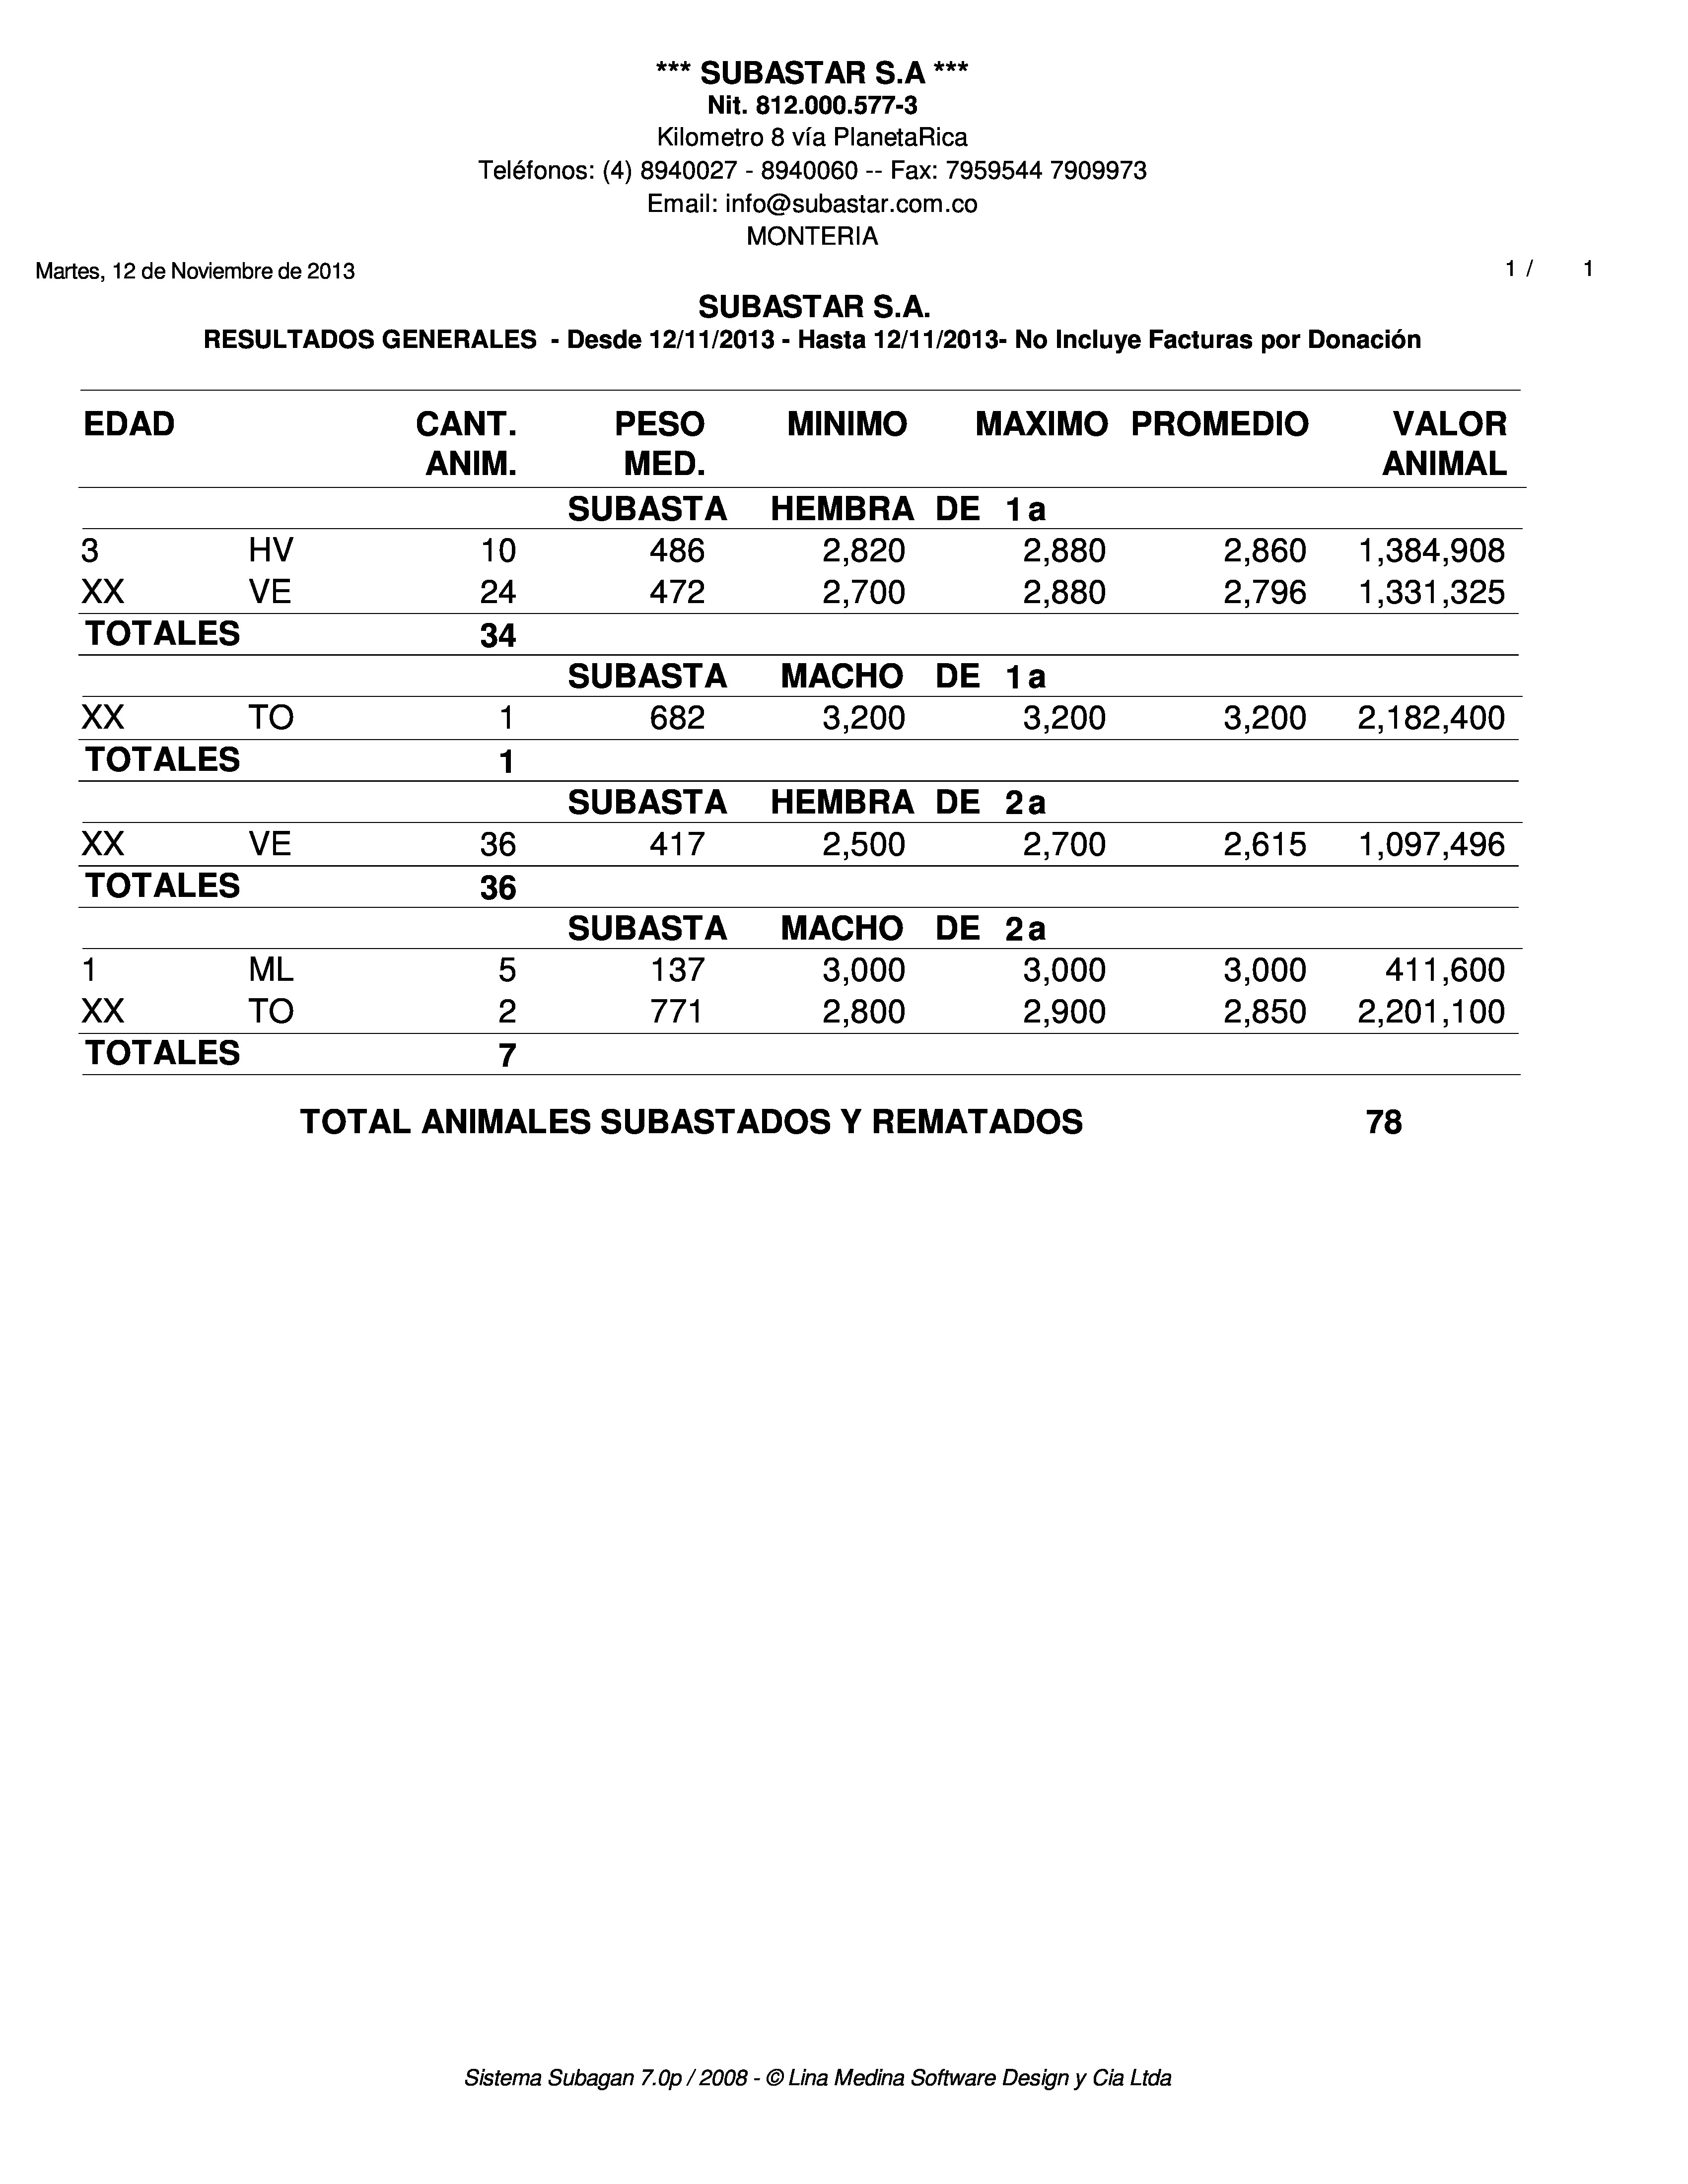 *** SUBASTAR S.A ***
Nit. 812.000.577-3
Kilometro 8 vía PlanetaRica
Teléfonos: (4) 8940027 - 8940060 -- Fax: 7959544 7909973
Email: info@subastar.com.co
MONTERIA
Martes, 12 de Noviembre de 2013 1 / 1
SUBASTAR S.A.
RESULTADOS GENERALES - Desde 12/11/2013 - Hasta 12/11/2013- No Incluye Facturas por Donación
EDAD CANT. PESO MINIMO MAXIMO PROMEDIO VALOR
ANIM. MED. ANIMAL
SUBASTA HEMBRA DE 1a
3 HV 10 486 2,820 2,880 2,860 1,384,908
XX VE 24 472 2,700 2,880 2,796 1,331,325
TOTALES 34
SUBASTA MACHO DE 1a
XX TO 1 682 3,200 3,200 3,200 2,182,400
TOTALES 1
SUBASTA HEMBRA DE 2a
XX VE 36 417 2,500 2,700 2,615 1,097,496
TOTALES 36
SUBASTA MACHO DE 2a
1 ML 5 137 3,000 3,000 3,000 411,600
XX TO 2 771 2,800 2,900 2,850 2,201,100
TOTALES 7
TOTAL ANIMALES SUBASTADOS Y REMATADOS 78
Sistema Subagan 7.0p / 2008 - © Lina Medina Software Design y Cia Ltda